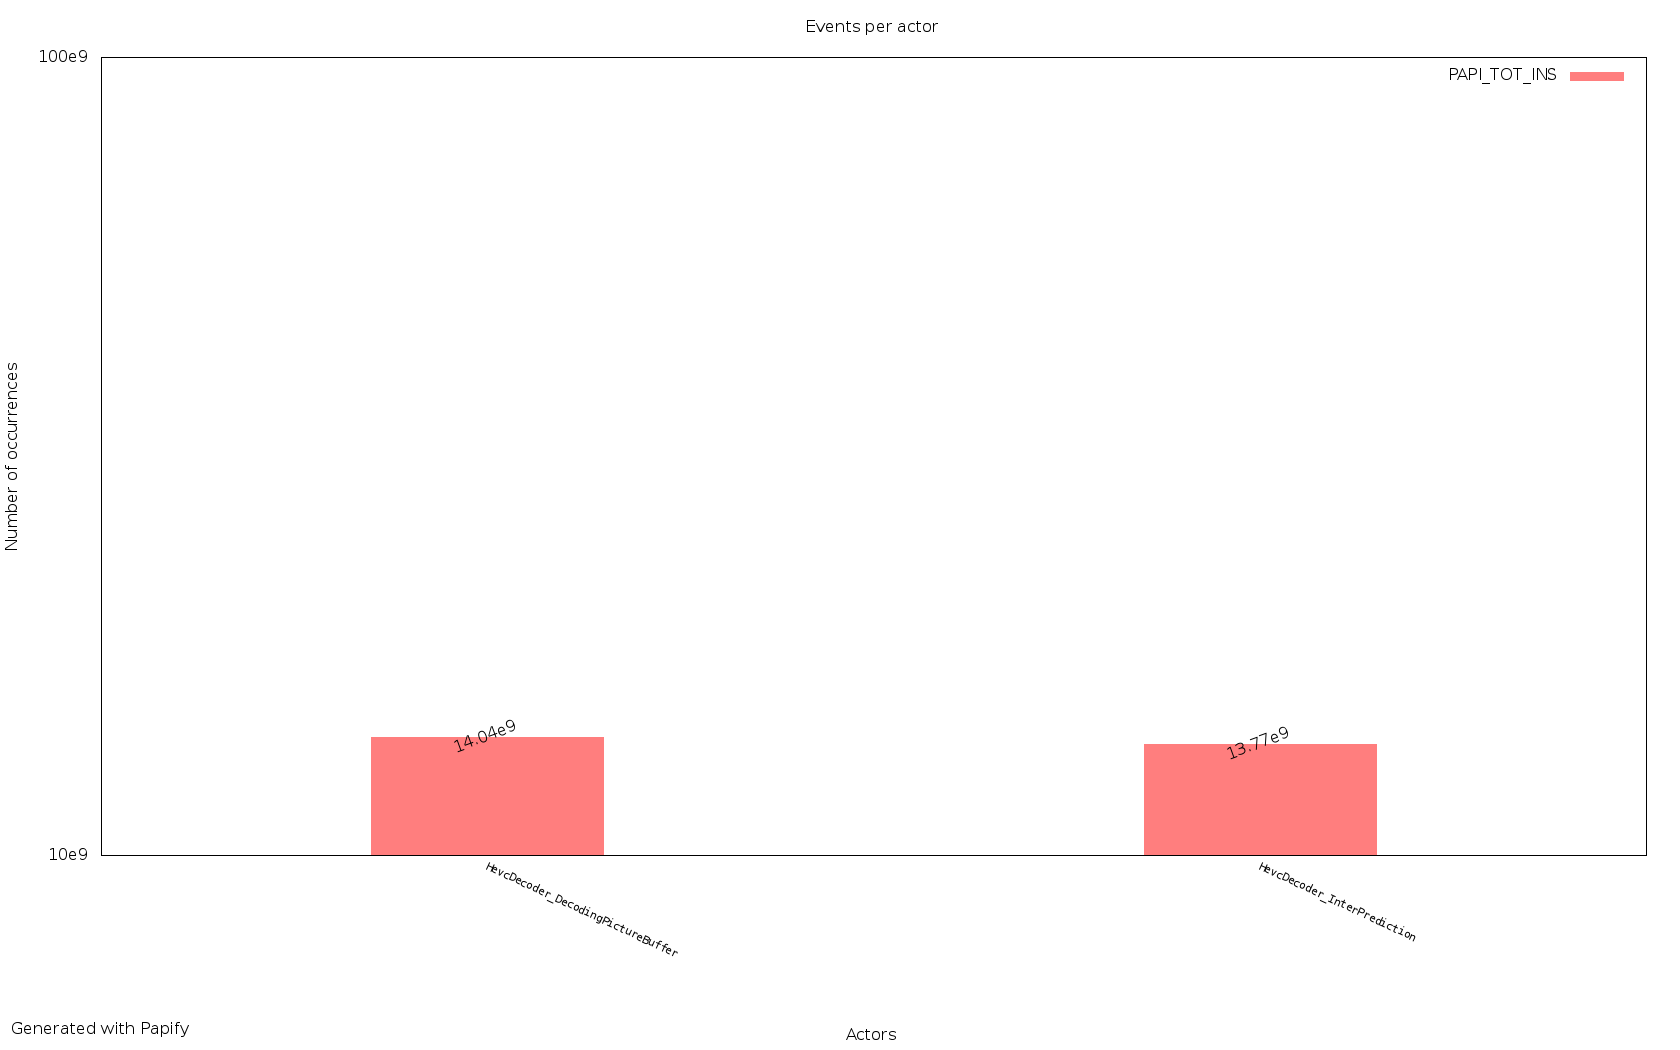 Events per actor
100e9
PAPI_TOT_INS
Number of occurrences
14.04e9
13.77e9
10e9
HevcDecoder_DecodingPictureBuffer
HevcDecoder_InterPrediction
Generated with Papify
Actors